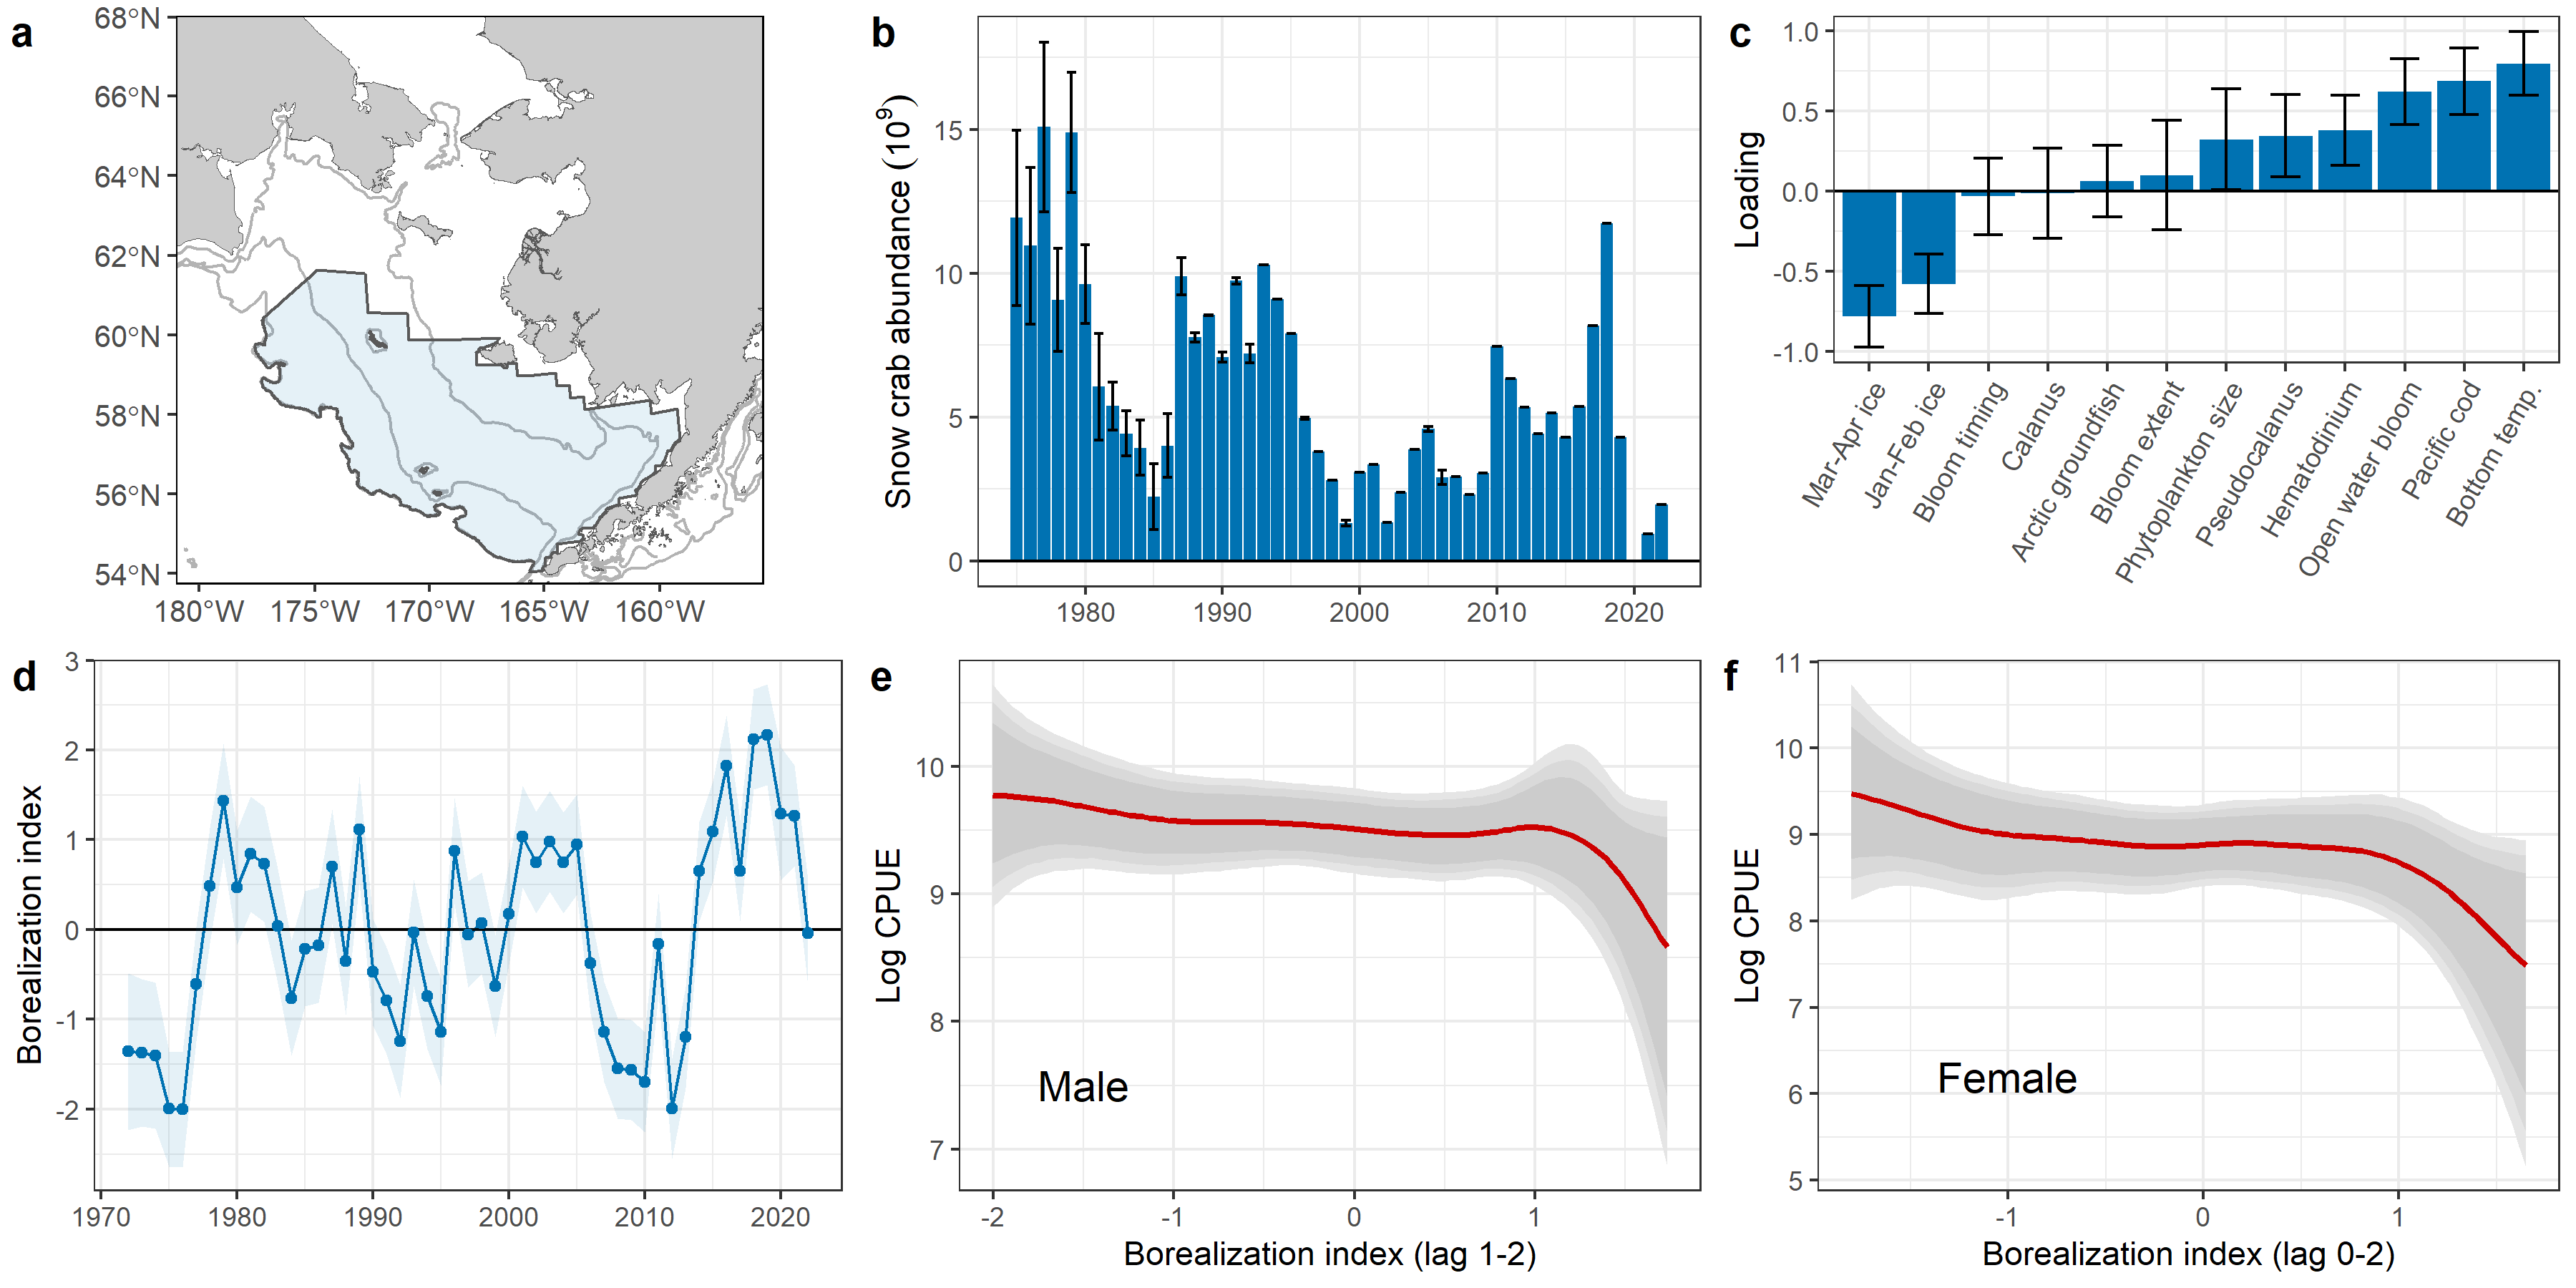 a
68°N
66°N
64°N
62°N
60°N
58°N
56°N
54°N
180°W 175°W 170°W 165°W 160°W
b
Snow crab abundance (10⁹)
15
10
5
0
1980 1990 2000 2010 2020
c
Loading
1.0
0.5
0.0
-0.5
-1.0
Mar-Apr ice
Jan-Feb ice
Bloom timing
Calanus
Arctic groundfish
Bloom extent
Phytoplankton size
Pseudocalanus
Hematodinium
Open water bloom
Pacific cod
Bottom temp.
d
Borealization index
3
2
1
0
-1
-2
1970 1980 1990 2000 2010 2020
e
Log CPUE
10
9
8
7
Male
-2 -1 0 1
Borealization index (lag 1-2)
f
Log CPUE
11
10
9
8
7
6
5
Female
-1 0 1
Borealization index (lag 0-2)